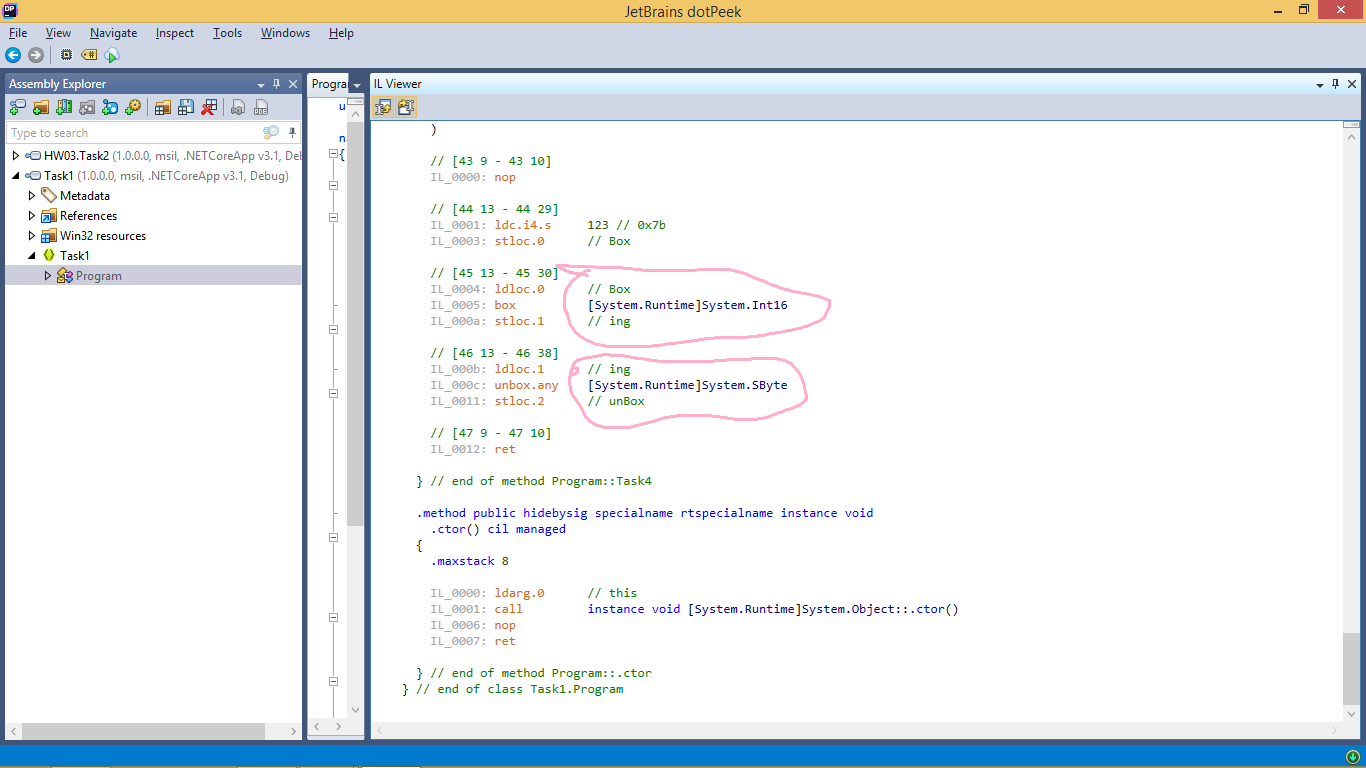 JetBrains dotPeek
File View Navigate Inspect Tools Windows Help
Assembly Explorer
Type to search
HW03.Task2 (1.0.0.0, msil, .NETCoreApp v3.1, Del
Task1 (1.0.0.0, msil, .NETCoreApp v3.1, Debug)
Metadata
References
Win32 resources
Task1
Program
Progra
u
n
{
IL Viewer
)
// [43 9 - 43 10]
IL_0000: nop
// [44 13 - 44 29]
IL_0001: ldc.i4.s 123 // 0x7b
IL_0003: stloc.0 // Box
// [45 13 - 45 30]
IL_0004: ldloc.0 // Box
IL_0005: box [System.Runtime]System.Int16
IL_000a: stloc.1 // ing
// [46 13 - 46 38]
IL_000b: ldloc.1 // ing
IL_000c: unbox.any [System.Runtime]System.SByte
IL_0011: stloc.2 // unBox
// [47 9 - 47 10]
IL_0012: ret
} // end of method Program::Task4
.method public hidebysig specialname rtspecialname instance void
.ctor() cil managed
{
.maxstack 8
IL_0000: ldarg.0 // this
IL_0001: call instance void [System.Runtime]System.Object::.ctor()
IL_0006: nop
IL_0007: ret
} // end of method Program::.ctor
} // end of class Task1.Program